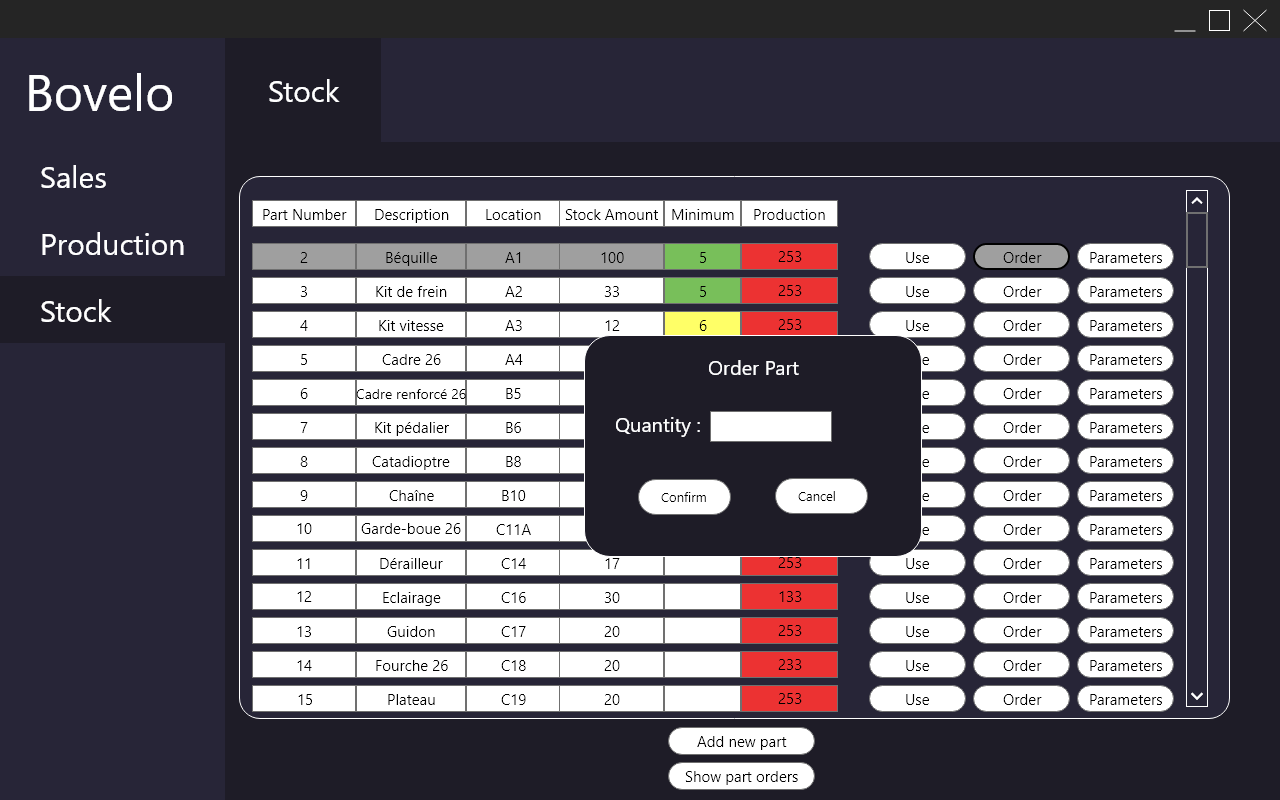 Bovelo
Stock
Sales
Production
Stock
Part Number Description Location Stock Amount Minimum Production
2 Béquille A1 100 5 253 Use Order Parameters
3 Kit de frein A2 33 5 253 Use Order Parameters
4 Kit vitesse A3 12 6 253 Use Order Parameters
5 Cadre 26 A4 Order Parameters
6 Cadre renforcé 26 B5 Order Parameters
7 Kit pédalier B6 Order Parameters
8 Catadioptre B8 Order Parameters
9 Chaîne B10 Order Parameters
10 Garde-boue 26 C11A Order Parameters
11 Dérailleur C14 17 253 Use Order Parameters
12 Eclairage C16 30 133 Use Order Parameters
13 Guidon C17 20 253 Use Order Parameters
14 Fourche 26 C18 20 233 Use Order Parameters
15 Plateau C19 20 253 Use Order Parameters
Order Part
Quantity :
Confirm Cancel
Add new part
Show part orders